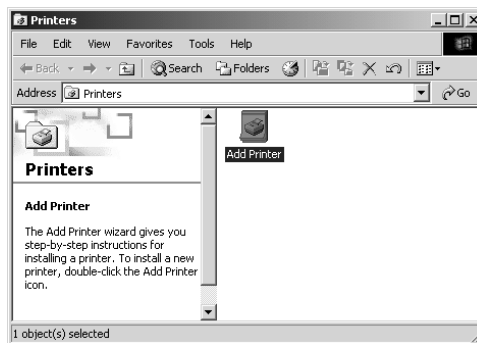 Printers
File Edit View Favorites Tools Help
Back Search Folders
Address Printers Go
Printers
Add Printer
The Add Printer wizard gives you
step-by-step instructions for
installing a printer. To install a new
printer, double-click the Add Printer
icon.
Add Printer
1 object(s) selected